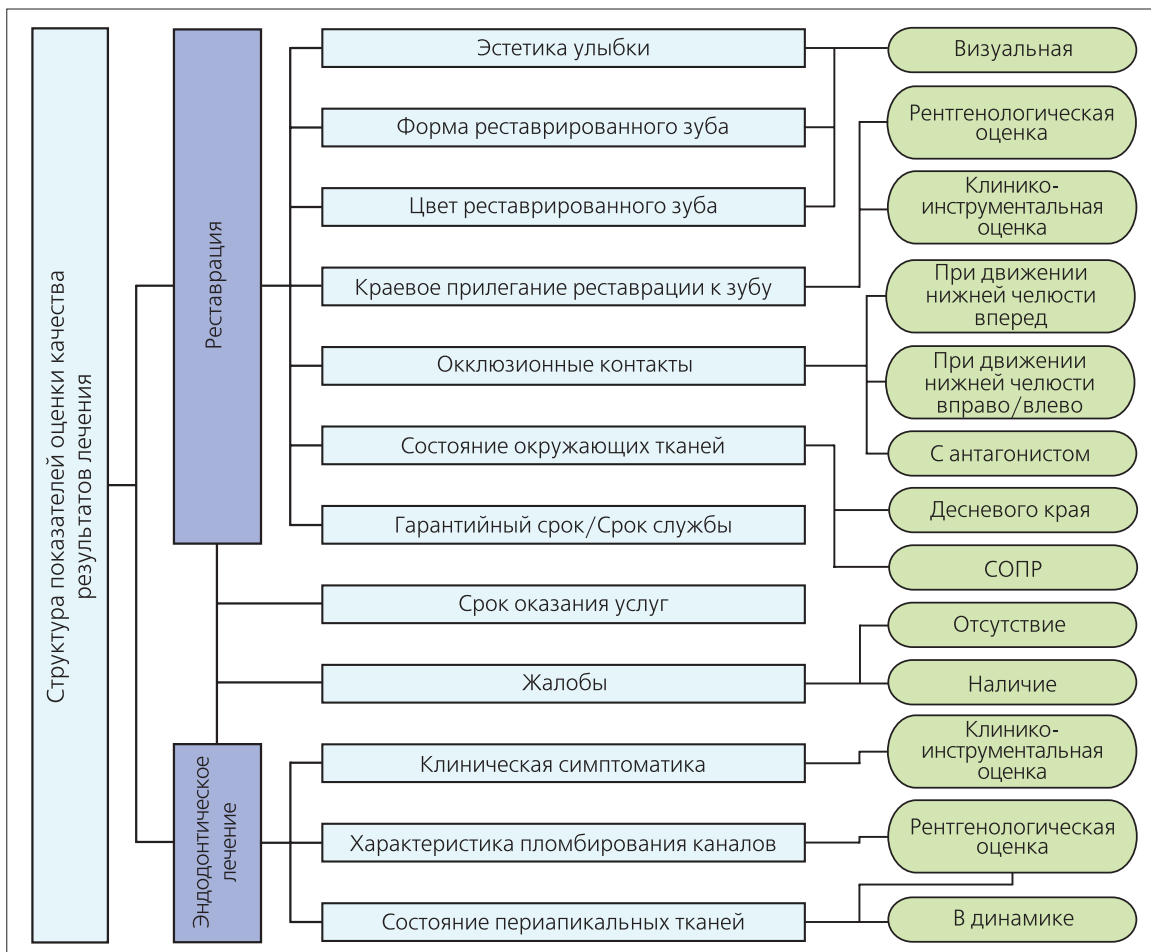 Структура показателей оценки качества
результатов лечения
Реставрация
Эндодонтическое
лечение
Эстетика улыбки
Форма реставрированного зуба
Цвет реставрированного зуба
Краевое прилегание реставрации к зубу
Окклюзионные контакты
Состояние окружающих тканей
Гарантийный срок/Срок службы
Срок оказания услуг
Жалобы
Клиническая симптоматика
Характеристика пломбирования каналов
Состояние периапикальных тканей
Визуальная
Рентгенологическая
оценка
Клинико-
инструментальная
оценка
При движении
нижней челюсти
вперед
При движении
нижней челюсти
вправо/влево
С антагонистом
Десневого края
СОПР
Отсутствие
Наличие
Клинико-
инструментальная
оценка
Рентгенологическая
оценка
В динамике